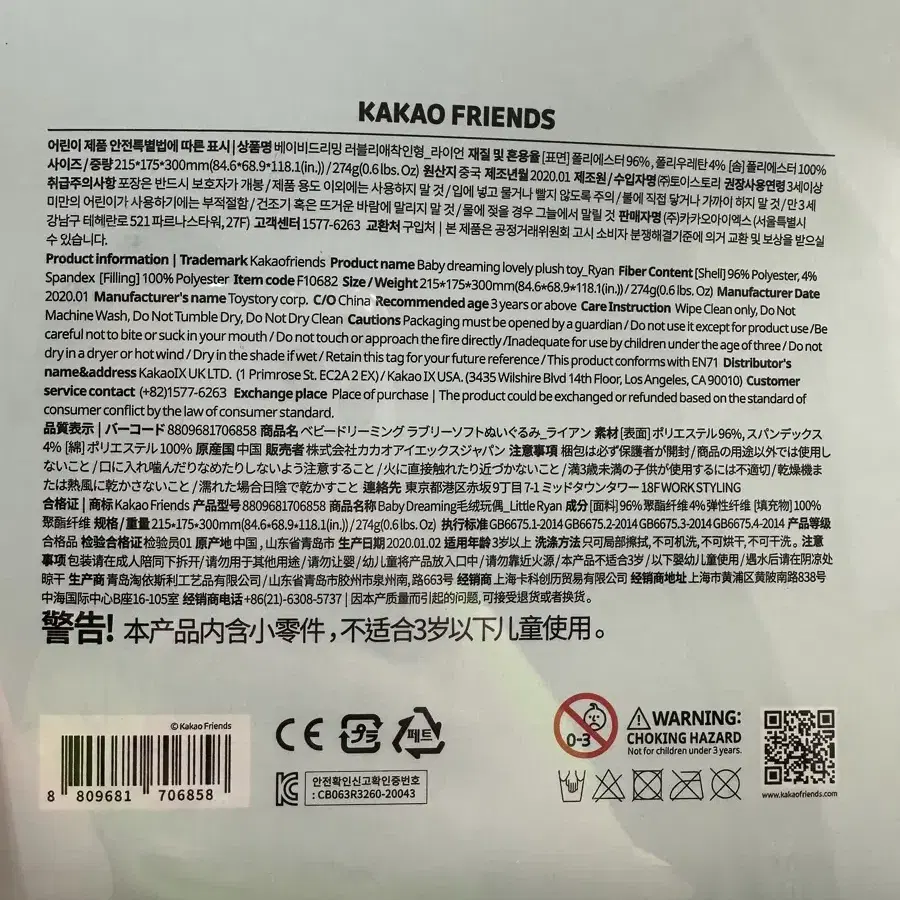 KAKAO FRIENDS
어린이 제품 안전특별법에 따른 표시 | 상품명 베이비드리밍 러블리애착인형_라이언 재질 및 혼용율 [표면] 폴리에스터 96%, 폴리우레탄 4% [솜] 폴리에스터 100%
사이즈 / 중량 215*175*300mm(84.6*68.9*118.1(in.)) / 274g(0.6 lbs. Oz) 원산지 중국 제조년월 2020.01 제조원 / 수입자명 ㈜토이스토리 권장사용연령 3세이상
취급주의사항 포장은 반드시 보호자가 개봉 / 제품 용도 이외에는 사용하지 말 것 / 입에 넣고 물거나 빨지 않도록 주의 / 불에 직접 닿거나 가까이 하지 말 것 / 만 3세
미만의 어린이가 사용하기에는 부적절함 / 건조기 혹은 뜨거운 바람에 말리지 말 것 / 물에 젖을 경우 그늘에서 말릴 것 판매자명 ㈜카카오아이엑스 (서울특별시
강남구 테헤란로 521 파르나스타워, 27F) 고객센터 1577-6263 교환처 구입처 | 본 제품은 공정거래위원회 고시 소비자 분쟁해결기준에 의거 교환 및 보상을 받으실
수 있습니다.
Product information | Trademark Kakaofriends Product name Baby dreaming lovely plush toy_Ryan Fiber Content [Shell] 96% Polyester, 4%
Spandex [Filling] 100% Polyester Item code F10682 Size / Weight 215*175*300mm(84.6*68.9*118.1(in.)) / 274g(0.6 lbs. Oz) Manufacturer Date
2020.01 Manufacturer's name Toystory corp. C/O China Recommended age 3 years or above Care Instruction Wipe Clean only, Do Not
Machine Wash, Do Not Tumble Dry, Do Not Dry Clean Cautions Packaging must be opened by a guardian / Do not use it except for product use / Be
careful not to bite or suck in your mouth / Do not touch or approach the fire directly / Inadequate for use by children under the age of three / Do not
dry in a dryer or hot wind / Dry in the shade if wet / Retain this tag for your future reference / This product conforms with EN71 Distributor's
name&address KakaoIX UK LTD. (1 Primrose St. EC2A 2 EX) / Kakao IX USA. (3435 Wilshire Blvd 14th Floor, Los Angeles, CA 90010) Customer
service contact (+82)1577-6263 Exchange place Place of purchase | The product could be exchanged or refunded based on the standard of
consumer conflict by the law of consumer standard.
品質表示 | バーコード 8809681706858 商品名 ベビードリーミング ラブリーソフトぬいぐるみ_ライアン 素材 [表面] ポリエステル 96%, スパンデックス
4% [綿] ポリエステル 100% 原産国 中国 販売者 株式会社カカオアイエックスジャパン 注意事項 梱包は必ず保護者が開封 / 商品の用途以外では使用し
ないこと / 口に入れ噛んだりなめたりしないよう注意すること / 火に直接触れたり近づかないこと / 満3歳未満の子供が使用するには不適切 / 乾燥機ま
たは熱風に乾かさないこと / 濡れた場合日陰で乾かすこと 連絡先 東京都港区赤坂 9丁目 7-1 ミッドタウンタワー 18F WORK STYLING
合格证 | 商标 Kakao Friends 产品型号 8809681706858 商品名称 Baby Dreaming毛绒玩偶_Little Ryan 成分 [面料] 96% 聚酯纤维 4% 弹性纤维 [填充物] 100%
聚酯纤维 规格 / 重量 215*175*300mm(84.6*68.9*118.1(in.)) / 274g(0.6 lbs. Oz) 执行标准 GB6675.1-2014 GB6675.2-2014 GB6675.3-2014 GB6675.4-2014 产品等级
合格品 检验合格证 检验员01 原产地 中国, 山东省青岛市 生产日期 2020.01.02 适用年龄 3岁以上 洗涤方法 只可局部擦拭, 不可机洗, 不可烘干, 不可干洗。 注意
事项 包装请在成人陪同下拆开 / 请勿用于其他用途 / 请勿让婴 / 幼儿童将产品放入口中 / 请勿靠近火源 / 本产品不适合3岁 / 以下婴幼儿童使用 / 遇水后请在阴凉处
晾干 生产商 青岛淘依斯利工艺品有限公司 / 山东省青岛市胶州市泉州南, 路663号 经销商 上海卡科创历贸易有限公司 经销商地址 上海市黄浦区黄陂南路838号
中海国际中心B座16-105室 经销商电话 +86(21)-6308-5737 | 因本产质量而引起的问题, 可接受退货或者换货。
警告! 本产品内含小零件，不适合3岁以下儿童使用。
© Kakao Friends
8 809681 706858
CE
페트
안전확인신고확인증번호
: CB063R3260-20043
0-3
WARNING:
CHOKING HAZARD
Not for children under 3 years.
www.kakaofriends.com